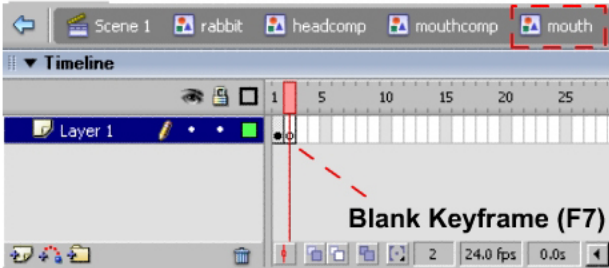 Scene 1 rabbit headcomp mouthcomp mouth
Timeline
1 5 10 15 20 25
Layer 1
Blank Keyframe (F7)
2 24.0 fps 0.0s